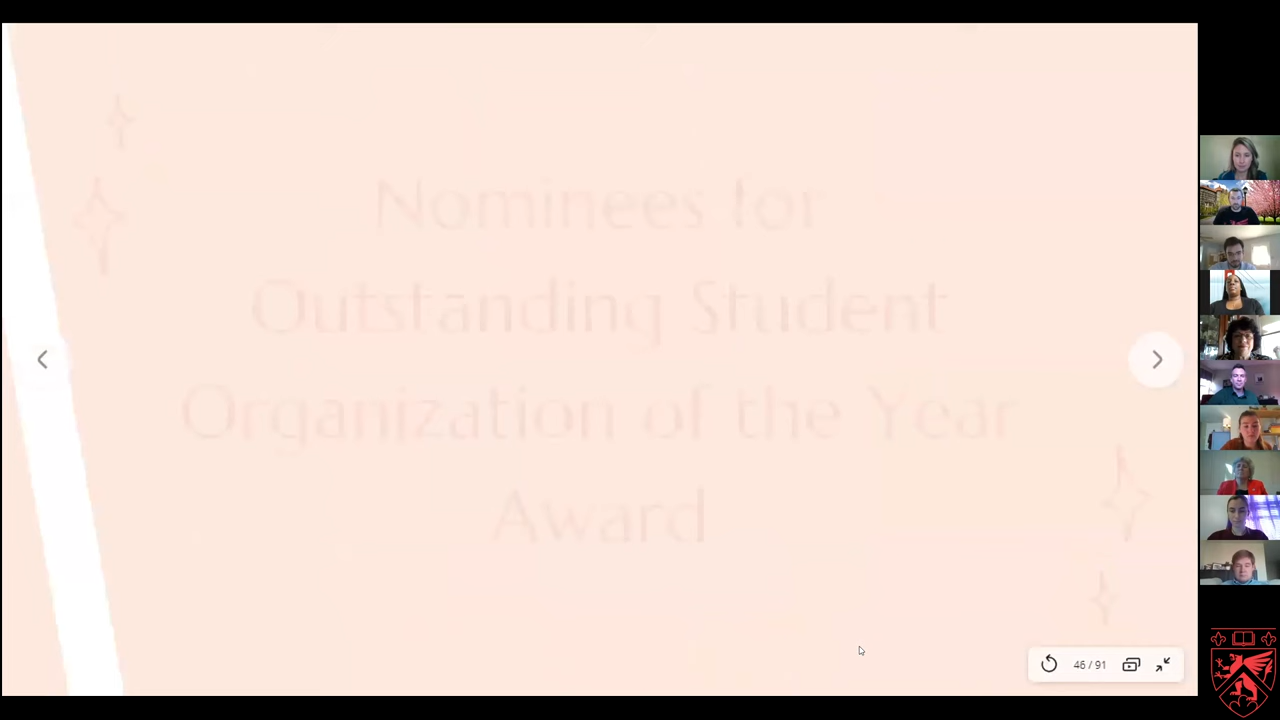 Nominees for
Outstanding Student
Organization of the Year
Award
46 / 91